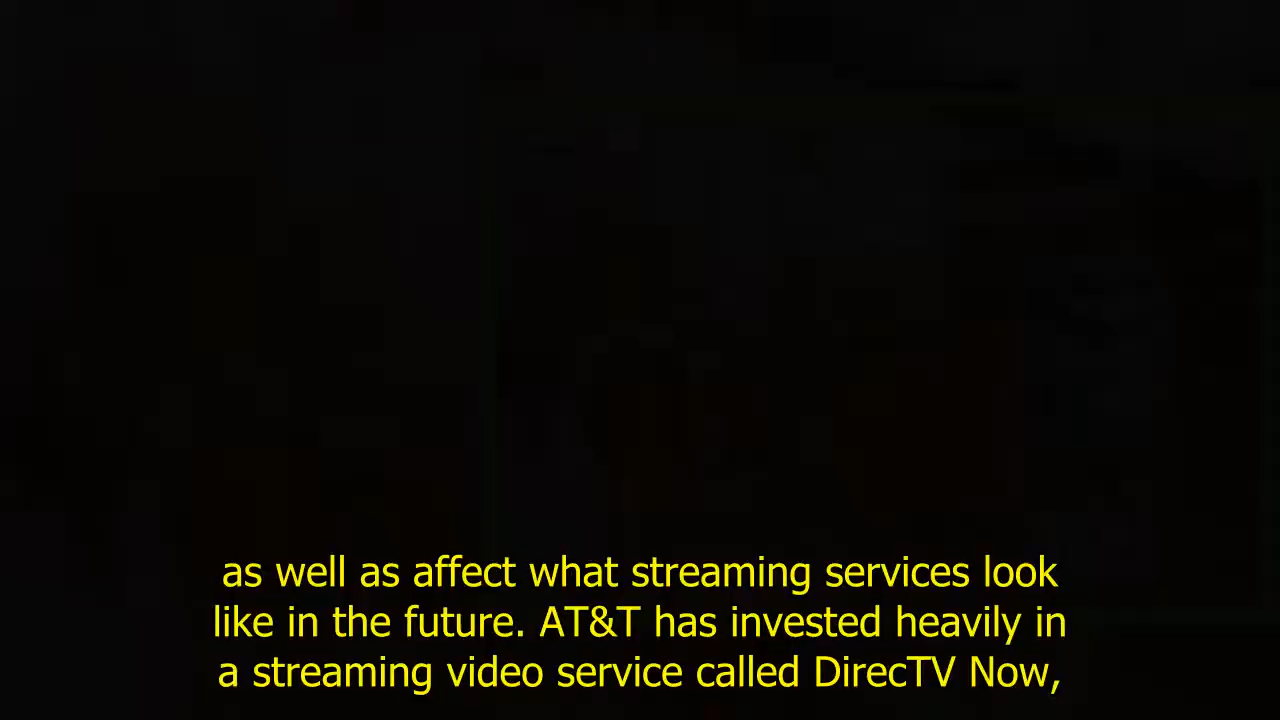 as well as affect what streaming services look
like in the future. AT&T has invested heavily in
a streaming video service called DirecTV Now,